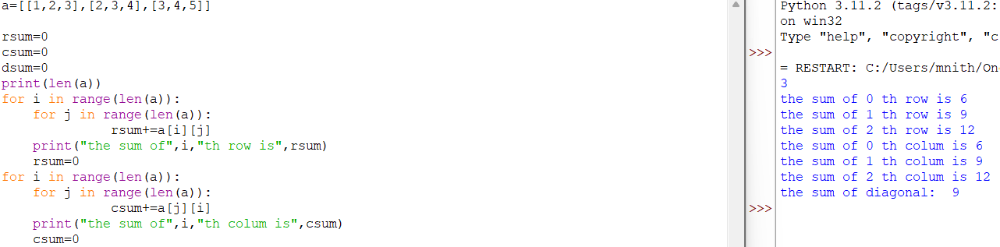 a=[[1,2,3],[2,3,4],[3,4,5]]

rsum=0
csum=0
dsum=0
print(len(a))
for i in range(len(a)):
    for j in range(len(a)):
              rsum+=a[i][j]
    print("the sum of",i,"th row is",rsum)
    rsum=0
for i in range(len(a)):
    for j in range(len(a)):
              csum+=a[j][i]
    print("the sum of",i,"th colum is",csum)
    csum=0
Python 3.11.2 (tags/v3.11.2:
on win32
Type "help", "copyright", "c
>>>
= RESTART: C:/Users/mnith/On
3
the sum of 0 th row is 6
the sum of 1 th row is 9
the sum of 2 th row is 12
the sum of 0 th colum is 6
the sum of 1 th colum is 9
the sum of 2 th colum is 12
the sum of diagonal:  9
>>>